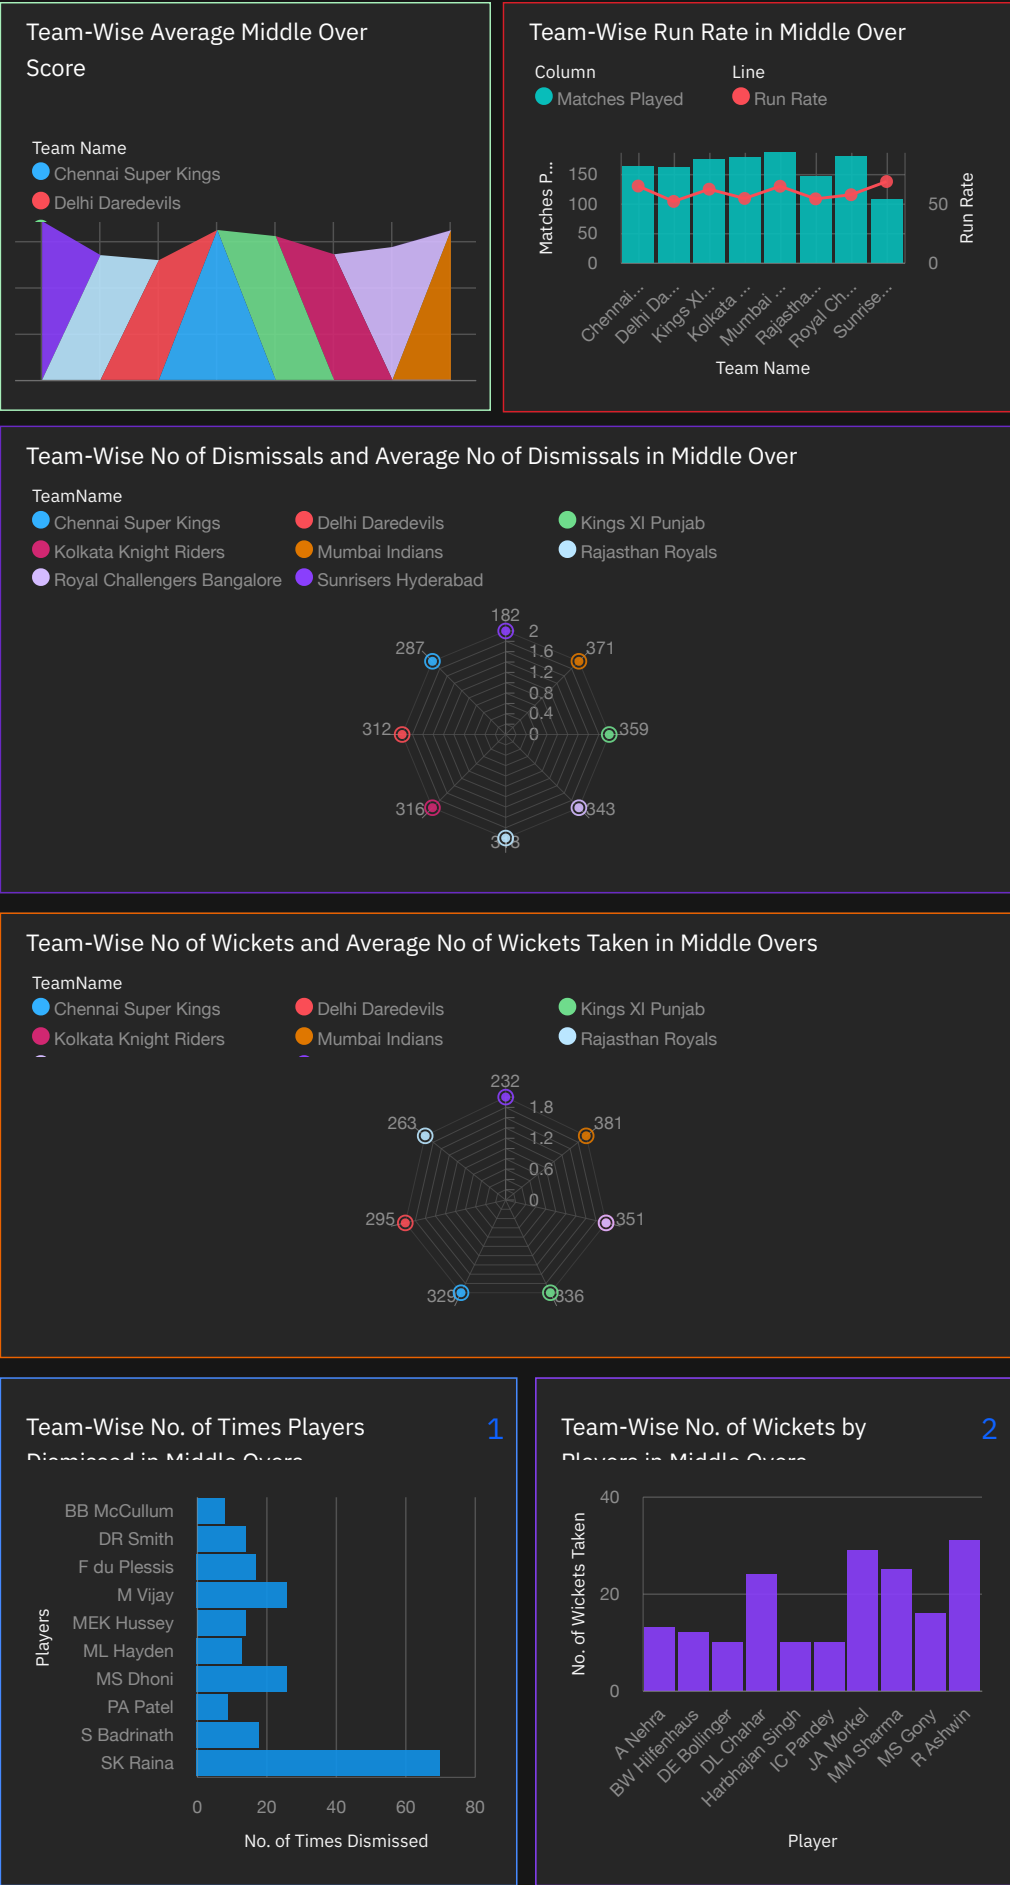 Team-Wise Average Middle Over
Score
Team Name
Chennai Super Kings
Delhi Daredevils
Team-Wise Run Rate in Middle Over
Column
Line
Matches Played
Run Rate
Matches P...
150
100
50
0
50
0
Run Rate
Chennai...
Delhi Da...
Kings XI...
Kolkata ...
Mumbai ...
Rajastha...
Royal Ch...
Sunrise...
Team Name
Team-Wise No of Dismissals and Average No of Dismissals in Middle Over
TeamName
Chennai Super Kings
Delhi Daredevils
Kings XI Punjab
Kolkata Knight Riders
Mumbai Indians
Rajasthan Royals
Royal Challengers Bangalore
Sunrisers Hyderabad
182
2
287
371
1.6
1.2
0.8
0.4
312
0
359
316
343
Team-Wise No of Wickets and Average No of Wickets Taken in Middle Overs
TeamName
Chennai Super Kings
Delhi Daredevils
Kings XI Punjab
Kolkata Knight Riders
Mumbai Indians
Rajasthan Royals
232
1.8
263
381
1.2
0.6
0
295
351
329
336
Team-Wise No. of Times Players
Dismissed in Middle Overs
1
Players
BB McCullum
DR Smith
F du Plessis
M Vijay
MEK Hussey
ML Hayden
MS Dhoni
PA Patel
S Badrinath
SK Raina
0
20
40
60
80
No. of Times Dismissed
Team-Wise No. of Wickets by
Players in Middle Overs
2
No. of Wickets Taken
40
20
0
A Nehra
BW Hilfenhaus
DE Bollinger
DL Chahar
Harbhajan Singh
IC Pandey
JA Morkel
MM Sharma
MS Gony
R Ashwin
Player